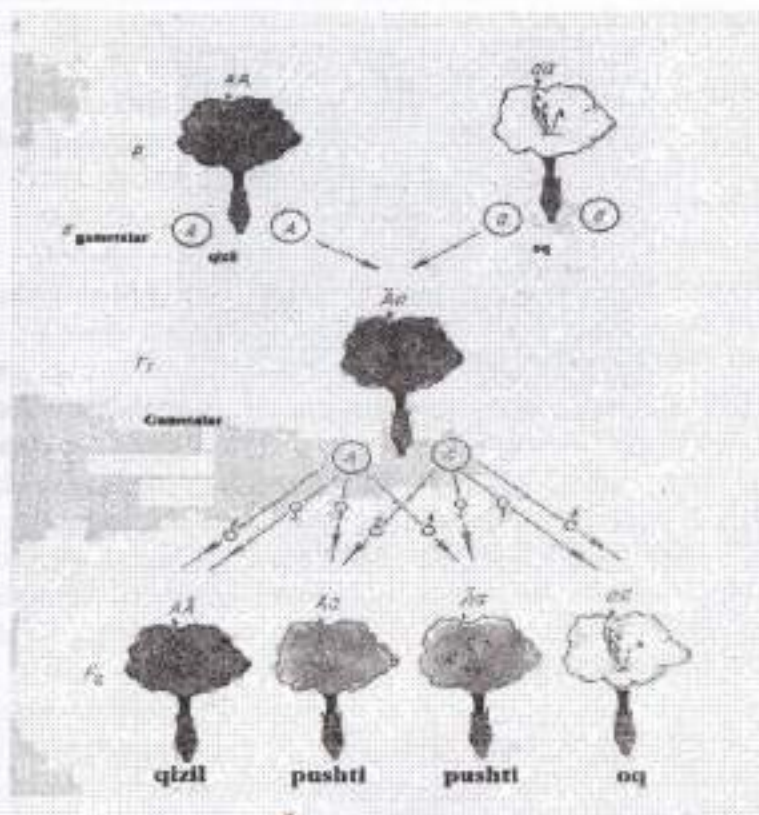 AA aa
P
gametalar A A a a
qizil oq
Aa
F₁
Gametalar
A a
♂ ♀ ♀ ♂ ♂ ♀ ♀ ♂
AA Aa Aa aa
F₂
qizil pushti pushti oq